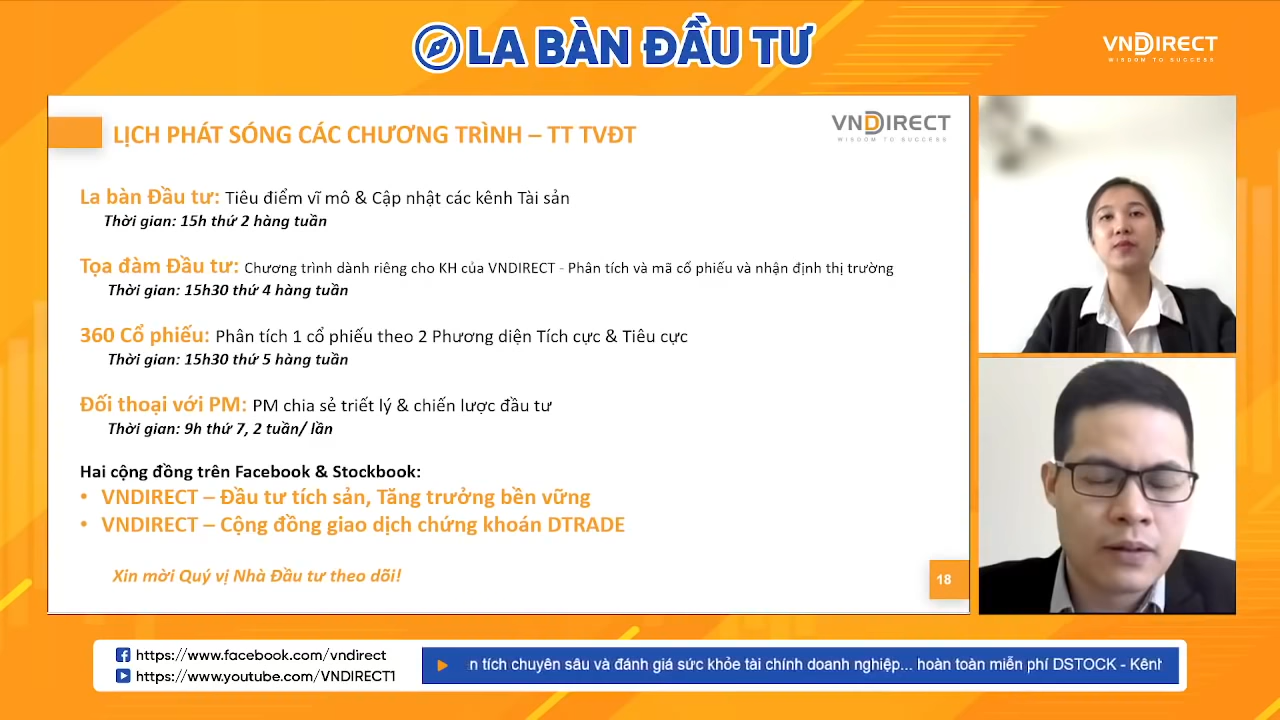 LA BÀN ĐẦU TƯ
VNDIRECT
WISDOM TO SUCCESS
LỊCH PHÁT SÓNG CÁC CHƯƠNG TRÌNH – TT TVĐT
VNDIRECT
WISDOM TO SUCCESS
La bàn Đầu tư: Tiêu điểm vĩ mô & Cập nhật các kênh Tài sản
Thời gian: 15h thứ 2 hàng tuần
Tọa đàm Đầu tư: Chương trình dành riêng cho KH của VNDIRECT - Phân tích và mã cổ phiếu và nhận định thị trường
Thời gian: 15h30 thứ 4 hàng tuần
360 Cổ phiếu: Phân tích 1 cổ phiếu theo 2 Phương diện Tích cực & Tiêu cực
Thời gian: 15h30 thứ 5 hàng tuần
Đối thoại với PM: PM chia sẻ triết lý & chiến lược đầu tư
Thời gian: 9h thứ 7, 2 tuần/ lần
Hai cộng đồng trên Facebook & Stockbook:
• VNDIRECT – Đầu tư tích sản, Tăng trưởng bền vững
• VNDIRECT – Cộng đồng giao dịch chứng khoán DTRADE
Xin mời Quý vị Nhà Đầu tư theo dõi!
18
https://www.facebook.com/vndirect
https://www.youtube.com/VNDIRECT1
n tích chuyên sâu và đánh giá sức khỏe tài chính doanh nghiệp... hoàn toàn miễn phí DSTOCK - Kênh